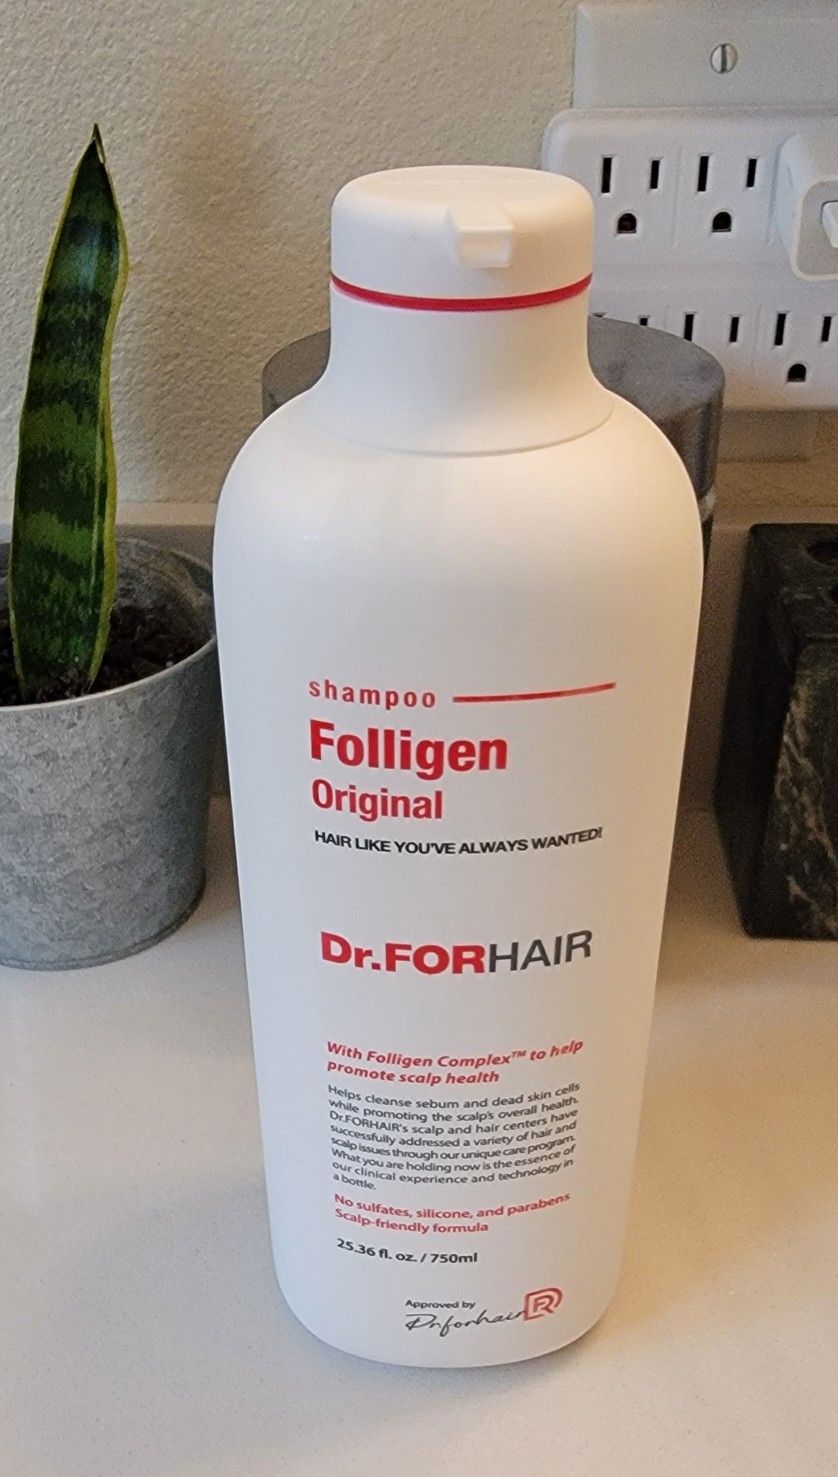 shampoo
Folligen
Original
HAIR LIKE YOU'VE ALWAYS WANTED!
Dr.FORHAIR
With Folligen Complex™ to help
promote scalp health
Helps cleanse sebum and dead skin cells
while promoting the scalp's overall health.
Dr.FORHAIR's scalp and hair centers have
successfully addressed a variety of hair and
scalp issues through our unique care program.
What you are holding now is the essence of
our clinical experience and technology in
a bottle.
No sulfates, silicone, and parabens
Scalp-friendly formula
25.36 fl. oz. / 750ml
Approved by
Dr.forhair